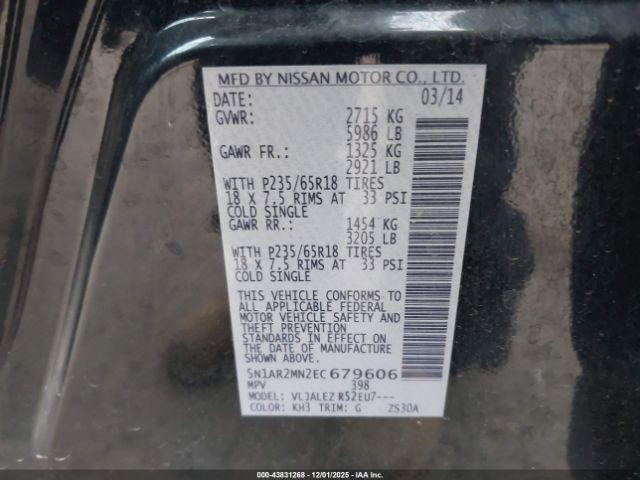 MFD BY NISSAN MOTOR CO., LTD.
DATE: 03/14
GVWR: 2715 KG
5986 LB
GAWR FR.: 1325 KG
2921 LB
WITH P235/65R18 TIRES
18 X 7.5 RIMS AT 33 PSI
COLD SINGLE
GAWR RR.: 1454 KG
3205 LB
WITH P235/65R18 TIRES
18 X 7.5 RIMS AT 33 PSI
COLD SINGLE
THIS VEHICLE CONFORMS TO
ALL APPLICABLE FEDERAL
MOTOR VEHICLE SAFETY AND
THEFT PREVENTION
STANDARDS IN EFFECT ON
THE DATE OF MANUFACTURE
SHOWN ABOVE.
5N1AR2MN2EC679606
MPV 398
MODEL: VLJALEZ R52EU7---
COLOR: KH3 TRIM: G ZS30A
000-43831268 - 12/01/2025 - IAAI.COM